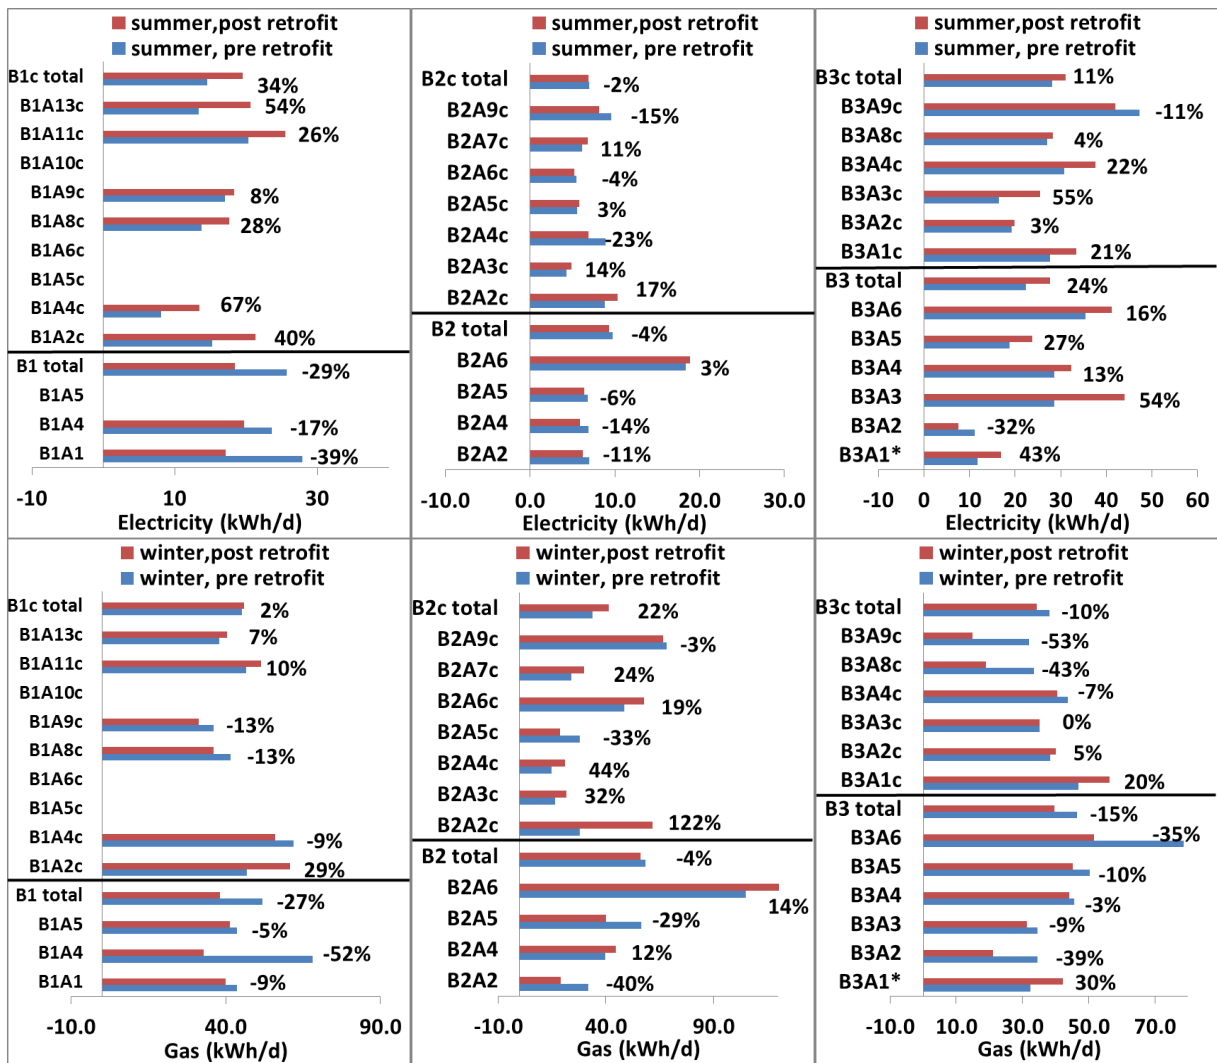 summer,post retrofit
summer, pre retrofit
B1c total 34%
B1A13c 54%
B1A11c 26%
B1A10c
B1A9c 8%
B1A8c 28%
B1A6c
B1A5c
B1A4c 67%
B1A2c 40%
B1 total -29%
B1A5
B1A4 -17%
B1A1 -39%
-10 10 30
Electricity (kWh/d)
summer,post retrofit
summer, pre retrofit
B2c total -2%
B2A9c -15%
B2A7c 11%
B2A6c -4%
B2A5c 3%
B2A4c -23%
B2A3c 14%
B2A2c 17%
B2 total -4%
B2A6 3%
B2A5 -6%
B2A4 -14%
B2A2 -11%
-10.0 0.0 10.0 20.0 30.0
Electricity (kWh/d)
summer,post retrofit
summer, pre retrofit
B3c total 11%
B3A9c -11%
B3A8c 4%
B3A4c 22%
B3A3c 55%
B3A2c 3%
B3A1c 21%
B3 total 24%
B3A6 16%
B3A5 27%
B3A4 13%
B3A3 54%
B3A2 -32%
B3A1* 43%
-10 0 10 20 30 40 50 60
Electricity (kWh/d)
winter,post retrofit
winter, pre retrofit
B1c total 2%
B1A13c 7%
B1A11c 10%
B1A10c
B1A9c -13%
B1A8c -13%
B1A6c
B1A5c
B1A4c -9%
B1A2c 29%
B1 total -27%
B1A5 -5%
B1A4 -52%
B1A1 -9%
-10.0 40.0 90.0
Gas (kWh/d)
winter,post retrofit
winter, pre retrofit
B2c total 22%
B2A9c -3%
B2A7c 24%
B2A6c 19%
B2A5c -33%
B2A4c 44%
B2A3c 32%
B2A2c 122%
B2 total -4%
B2A6 14%
B2A5 -29%
B2A4 12%
B2A2 -40%
-10.0 40.0 90.0
Gas (kWh/d)
winter,post retrofit
winter, pre retrofit
B3c total -10%
B3A9c -53%
B3A8c -43%
B3A4c -7%
B3A3c 0%
B3A2c 5%
B3A1c 20%
B3 total -15%
B3A6 -35%
B3A5 -10%
B3A4 -3%
B3A3 -9%
B3A2 -39%
B3A1* 30%
-10.0 10.0 30.0 50.0 70.0
Gas (kWh/d)